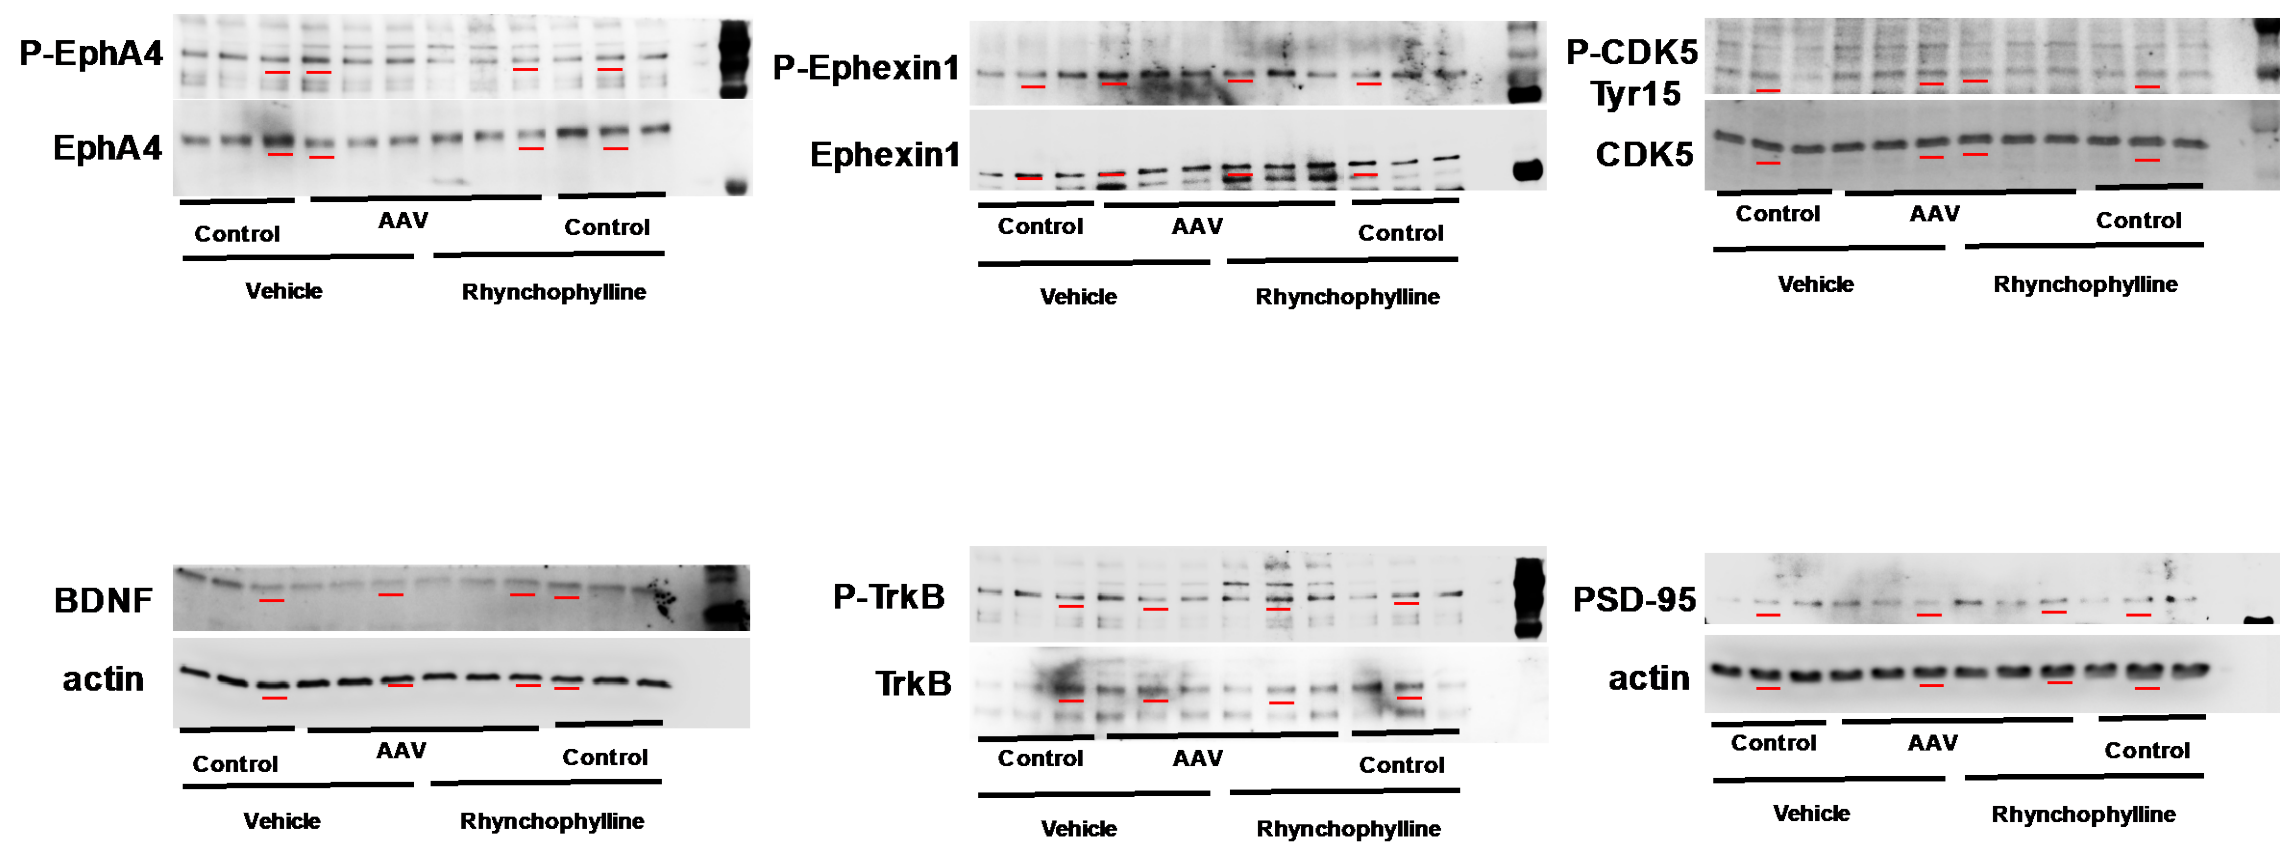 P-EphA4
EphA4
Control
AAV
Control
Vehicle
Rhynchophylline
P-Ephexin1
Ephexin1
Control
AAV
Control
Vehicle
Rhynchophylline
P-CDK5
Tyr15
CDK5
Control
AAV
Control
Vehicle
Rhynchophylline
BDNF
actin
Control
AAV
Control
Vehicle
Rhynchophylline
P-TrkB
TrkB
Control
AAV
Control
Vehicle
Rhynchophylline
PSD-95
actin
Control
AAV
Control
Vehicle
Rhynchophylline